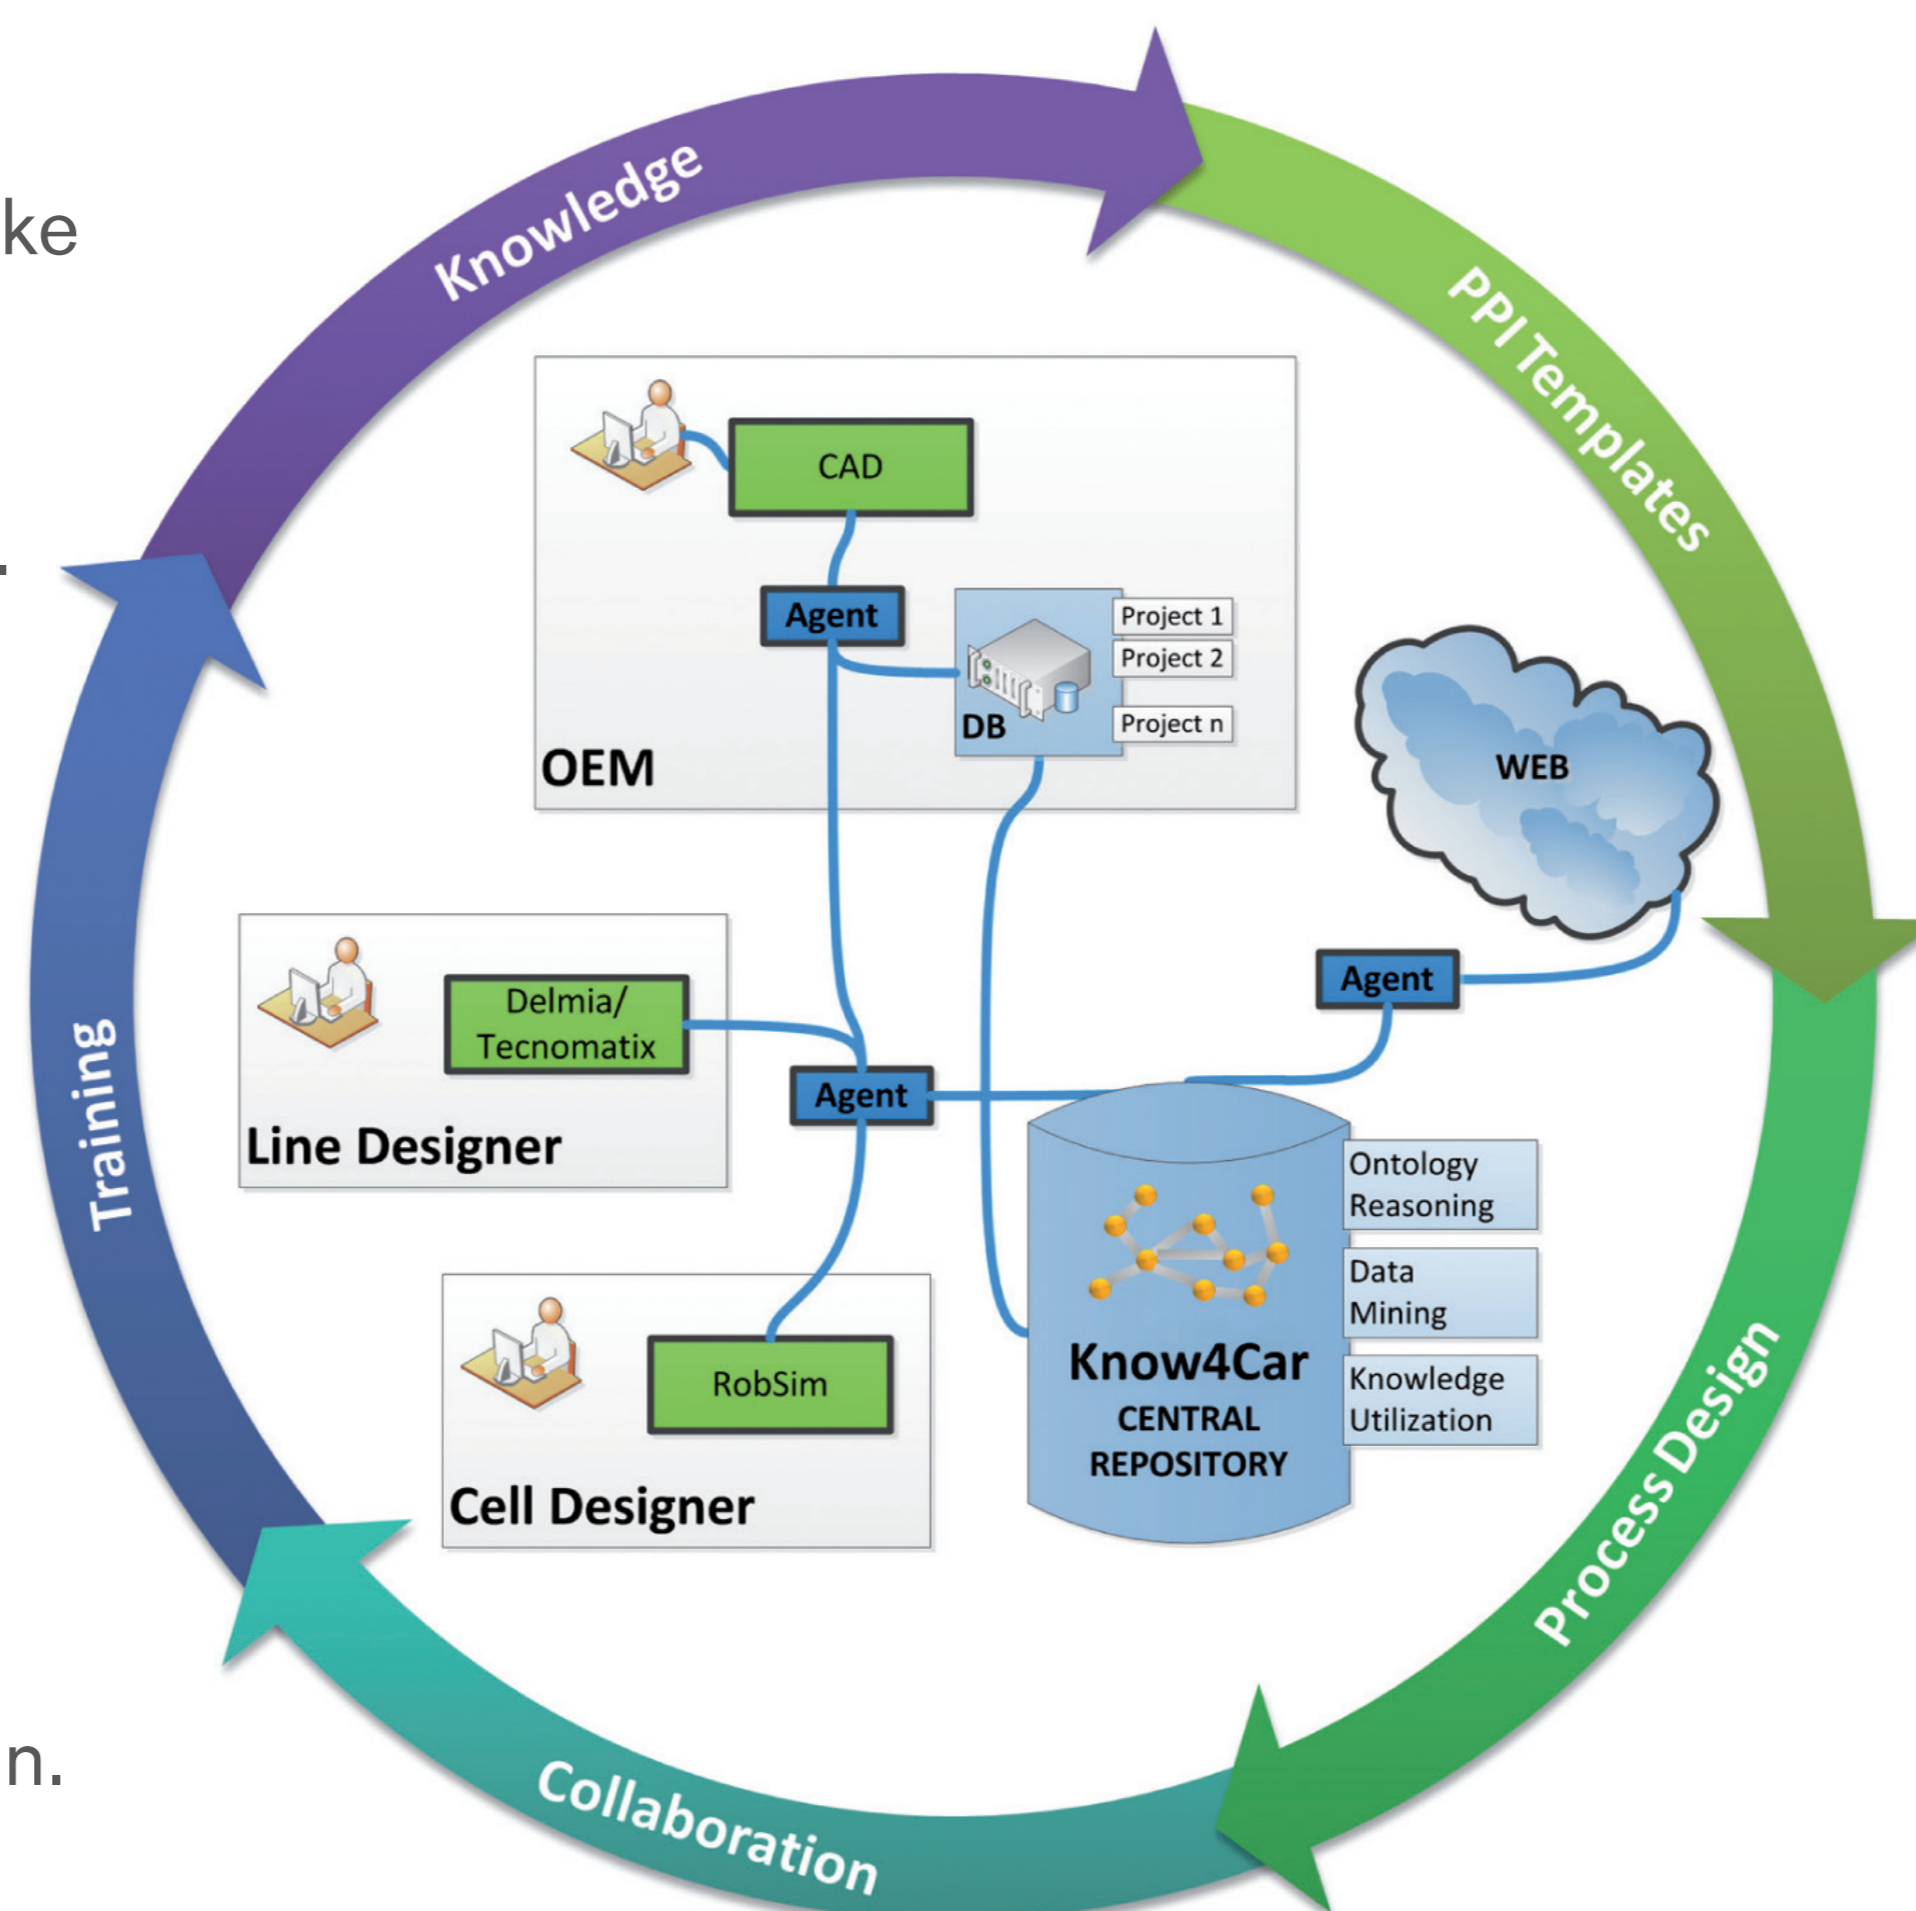 ke
.
n.
Knowledge
PPI Templates
CAD
Agent
Project 1
Project 2
DB
Project n
OEM
WEB
Agent
Delmia/
Tecnomatix
Line Designer
Agent
Training
Ontology
Reasoning
Data
Mining
Know4Car
CENTRAL
REPOSITORY
Knowledge
Utilization
RobSim
Cell Designer
Process Design
Collaboration